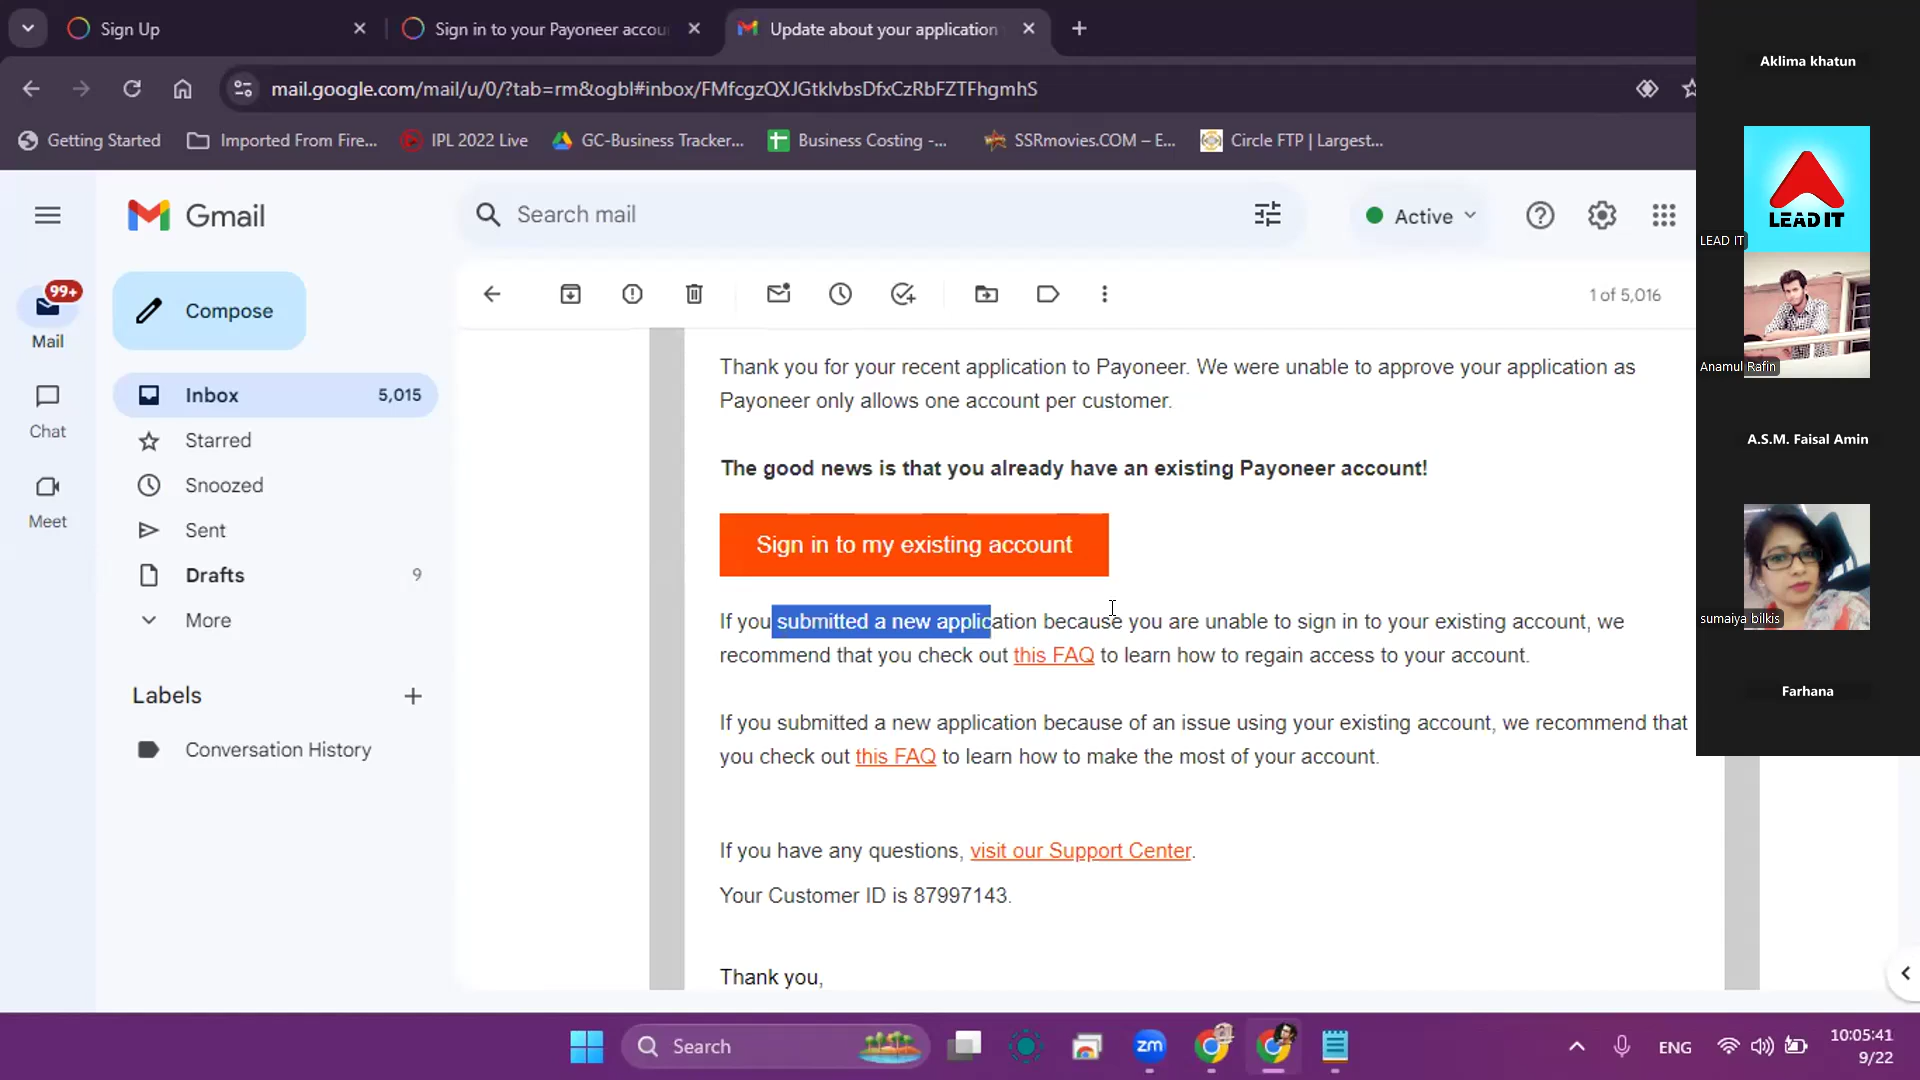 Sign Up
Sign in to your Payoneer accou
Update about your application
mail.google.com/mail/u/0/?tab=rm&ogbl#inbox/FMfcgzQXJGtklvbsDfxCzRbFZTFhgmhS
Getting Started
Imported From Fire...
IPL 2022 Live
GC-Business Tracker...
Business Costing -...
SSRmovies.COM – E...
Circle FTP | Largest...
Gmail
Search mail
Active
99+
Mail
Chat
Meet
Compose
Inbox 5,015
Starred
Snoozed
Sent
Drafts 9
More
Labels
Conversation History
1 of 5,016
Thank you for your recent application to Payoneer. We were unable to approve your application as
Payoneer only allows one account per customer.
The good news is that you already have an existing Payoneer account!
Sign in to my existing account
If you submitted a new application because you are unable to sign in to your existing account, we
recommend that you check out this FAQ to learn how to regain access to your account.
If you submitted a new application because of an issue using your existing account, we recommend that
you check out this FAQ to learn how to make the most of your account.
If you have any questions, visit our Support Center.
Your Customer ID is 87997143.
Thank you,
Aklima khatun
LEAD IT
LEAD IT
Anamul Rafin
A.S.M. Faisal Amin
sumaiya bilkis
Farhana
Search
zm
ENG
10:05:41
9/22